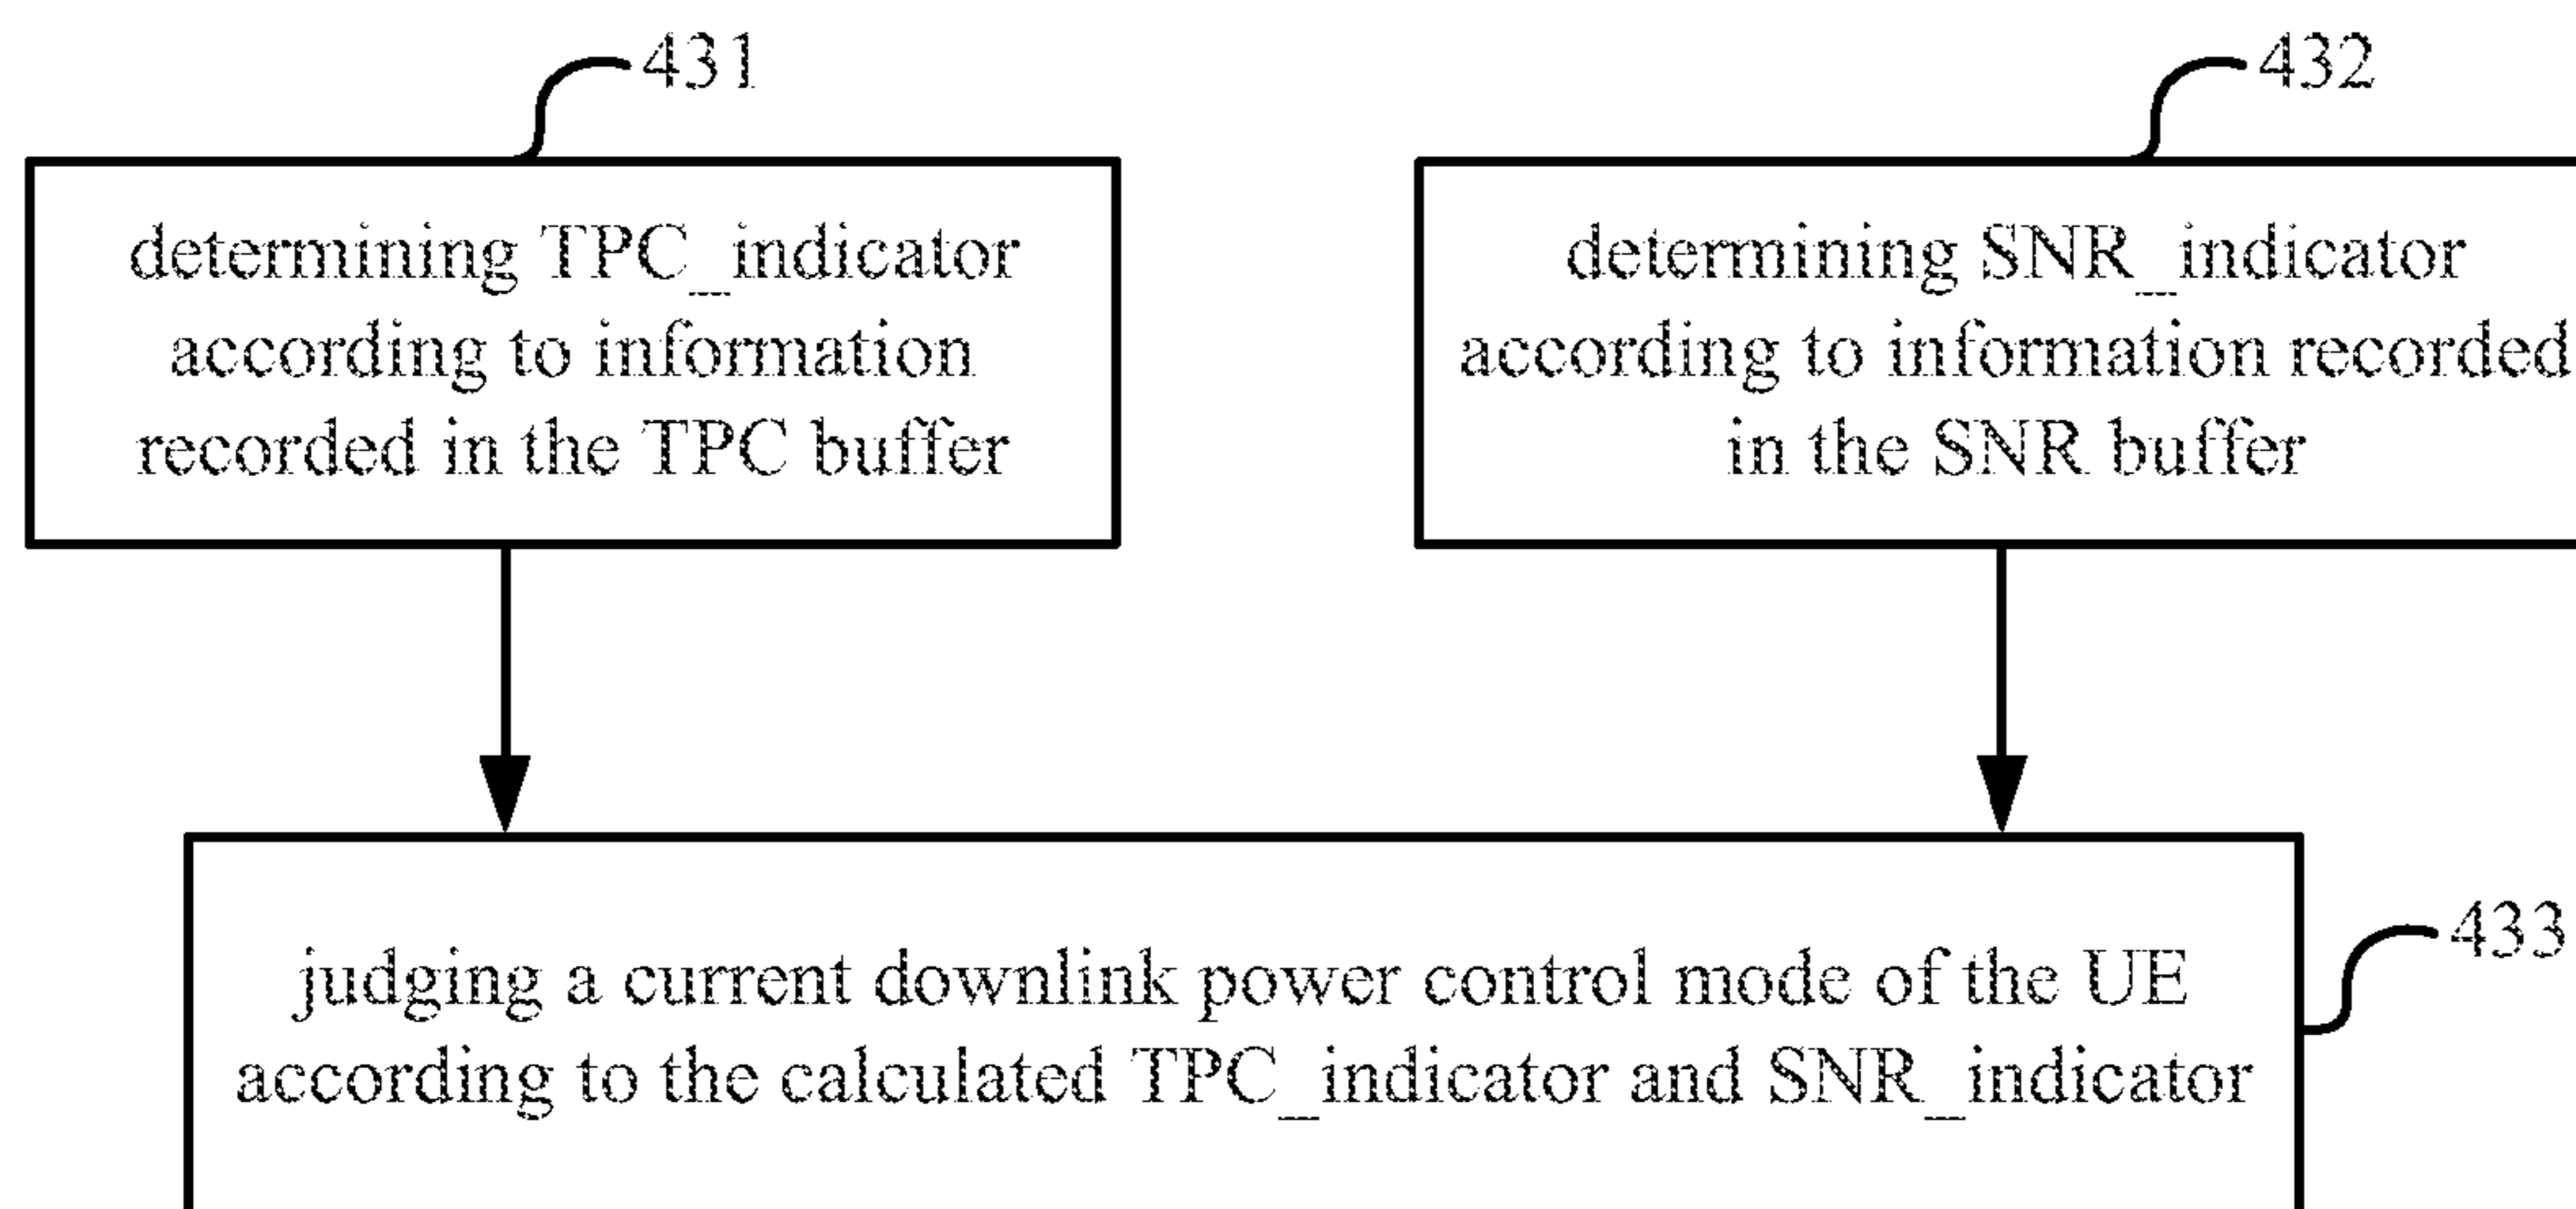 431
determining TPC_indicator
according to information
recorded in the TPC buffer
432
determining SNR_indicator
according to information recorded
in the SNR buffer
433
judging a current downlink power control mode of the UE
according to the calculated TPC_indicator and SNR_indicator